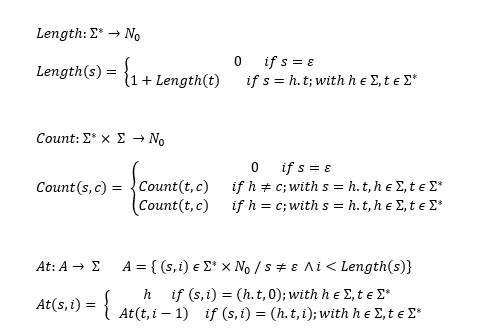 Length: Σ* → N₀
Length(s) = { 0 if s = ε
1 + Length(t) if s = h.t; with h ϵ Σ, t ϵ Σ*
Count: Σ* × Σ → N₀
Count(s, c) = { 0 if s = ε
Count(t, c) if h ≠ c; with s = h.t, h ϵ Σ, t ϵ Σ*
Count(t, c) if h = c; with s = h.t, h ϵ Σ, t ϵ Σ*
At: A → Σ A = { (s, i) ϵ Σ* × N₀ / s ≠ ε ∧ i < Length(s)}
At(s, i) = { h if (s, i) = (h.t, 0); with h ϵ Σ, t ϵ Σ*
At(t, i − 1) if (s, i) = (h.t, i); with h ϵ Σ, t ϵ Σ*